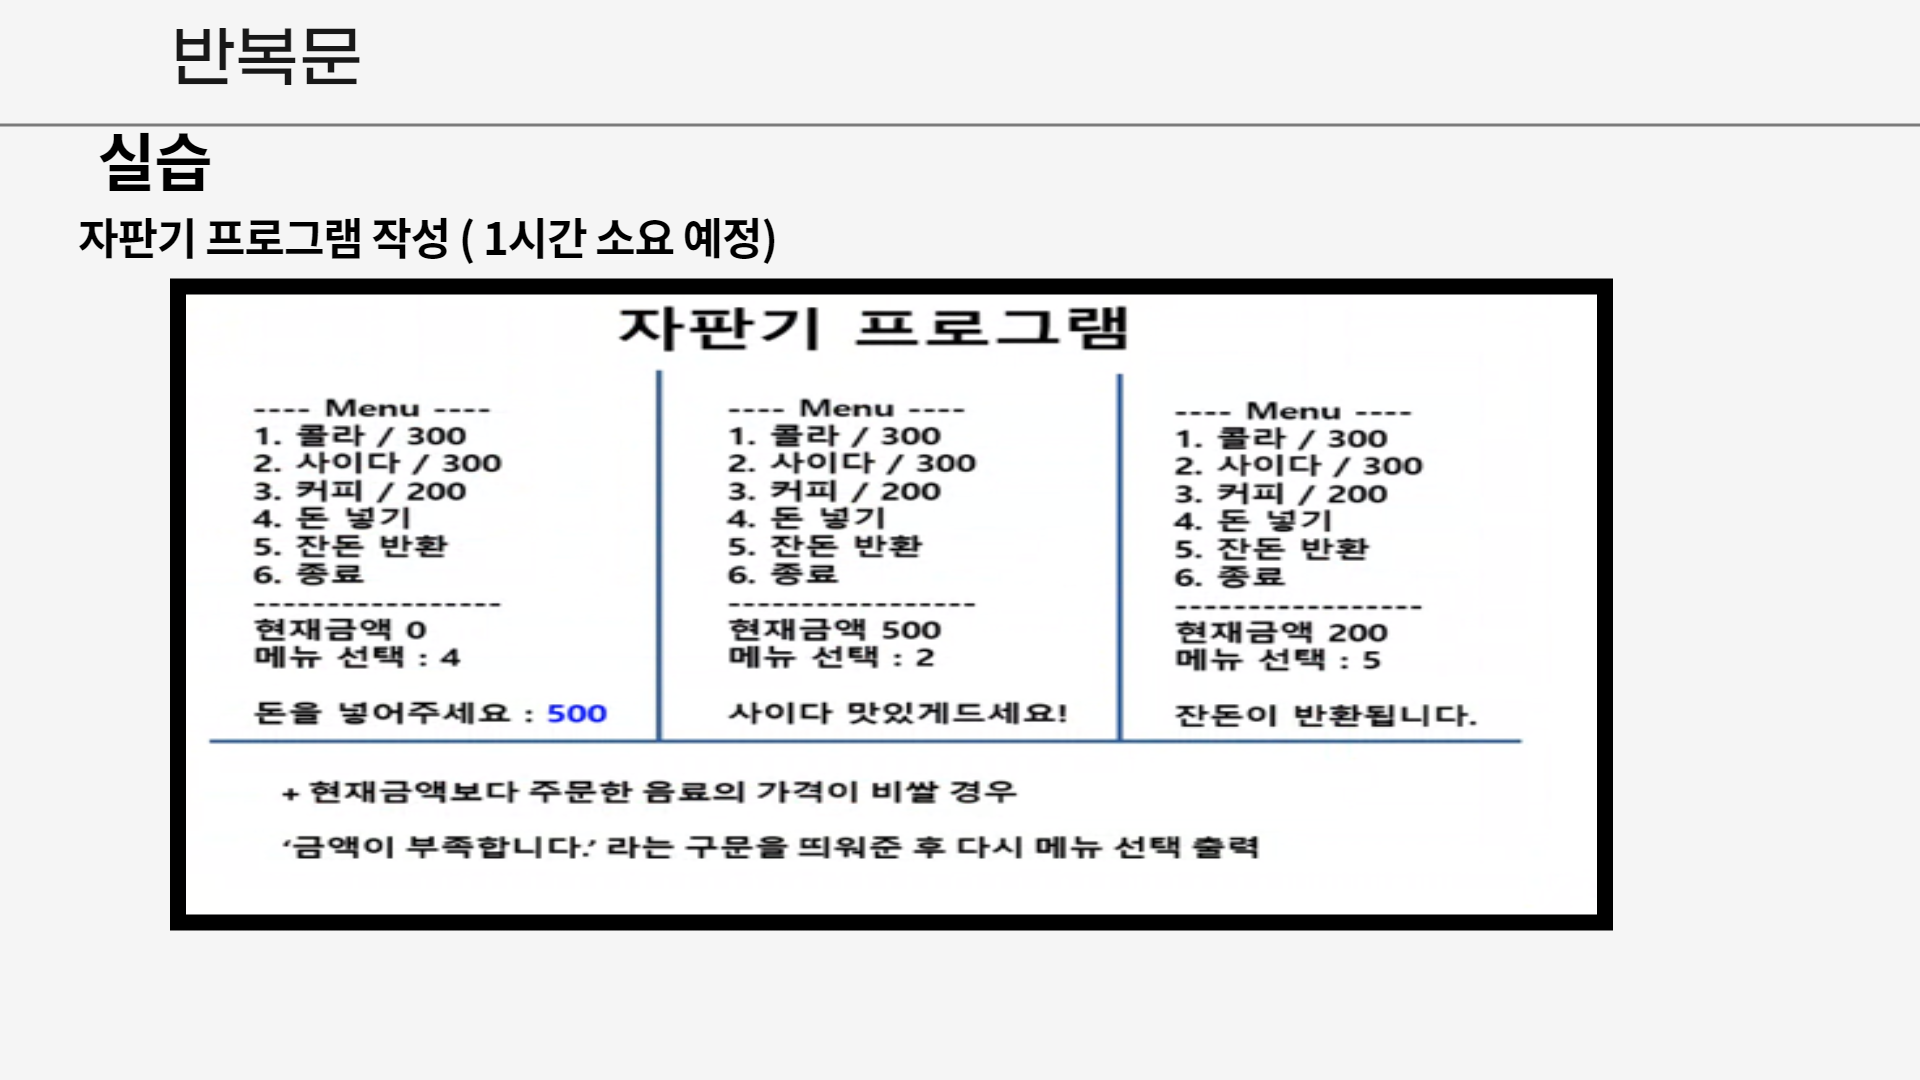 반복문
실습
자판기 프로그램 작성 ( 1시간 소요 예정)
자판기 프로그램
---- Menu ----
1. 콜라 / 300
2. 사이다 / 300
3. 커피 / 200
4. 돈 넣기
5. 잔돈 반환
6. 종료
-----------------
현재금액 0
메뉴 선택 : 4
돈을 넣어주세요 : 500
---- Menu ----
1. 콜라 / 300
2. 사이다 / 300
3. 커피 / 200
4. 돈 넣기
5. 잔돈 반환
6. 종료
-----------------
현재금액 500
메뉴 선택 : 2
사이다 맛있게드세요!
---- Menu ----
1. 콜라 / 300
2. 사이다 / 300
3. 커피 / 200
4. 돈 넣기
5. 잔돈 반환
6. 종료
-----------------
현재금액 200
메뉴 선택 : 5
잔돈이 반환됩니다.
+ 현재금액보다 주문한 음료의 가격이 비쌀 경우
‘금액이 부족합니다.’ 라는 구문을 띄워준 후 다시 메뉴 선택 출력